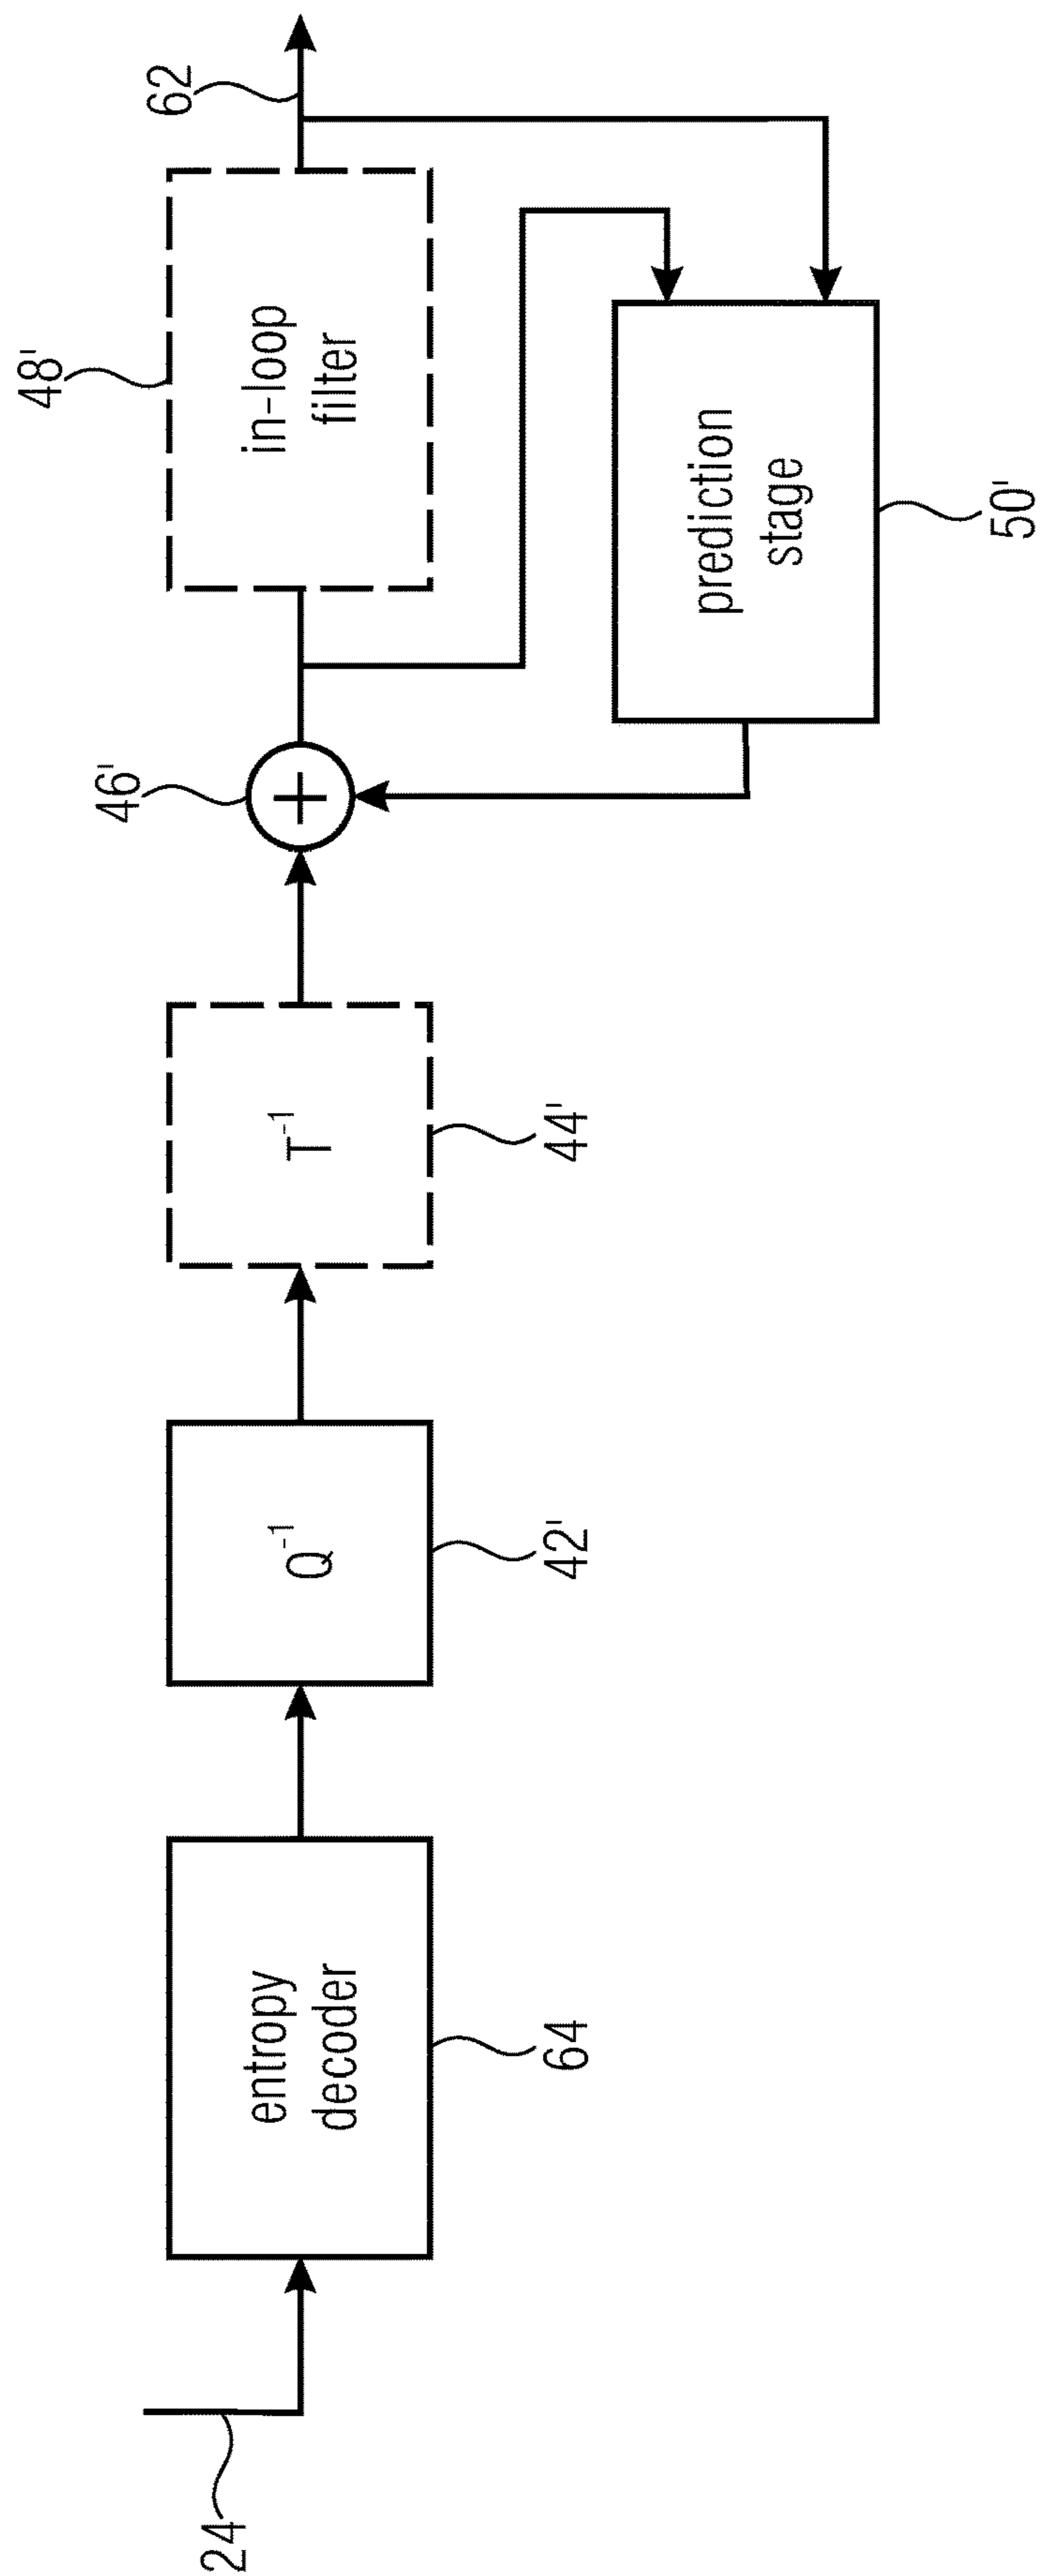 24
entropy
decoder
64
Q⁻¹
42'
T⁻¹
44'
46'
+
in-loop
filter
48'
62
prediction
stage
50'